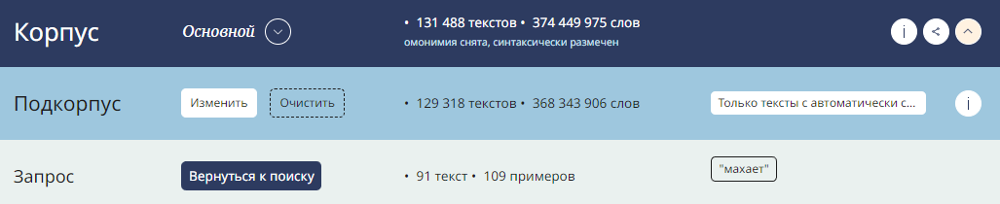 Корпус Основной • 131 488 текстов • 374 449 975 слов
омонимия снята, синтаксически размечен
Подкорпус Изменить Очистить • 129 318 текстов • 368 343 906 слов Только тексты с автоматически с... i
Запрос Вернуться к поиску • 91 текст • 109 примеров "махает"